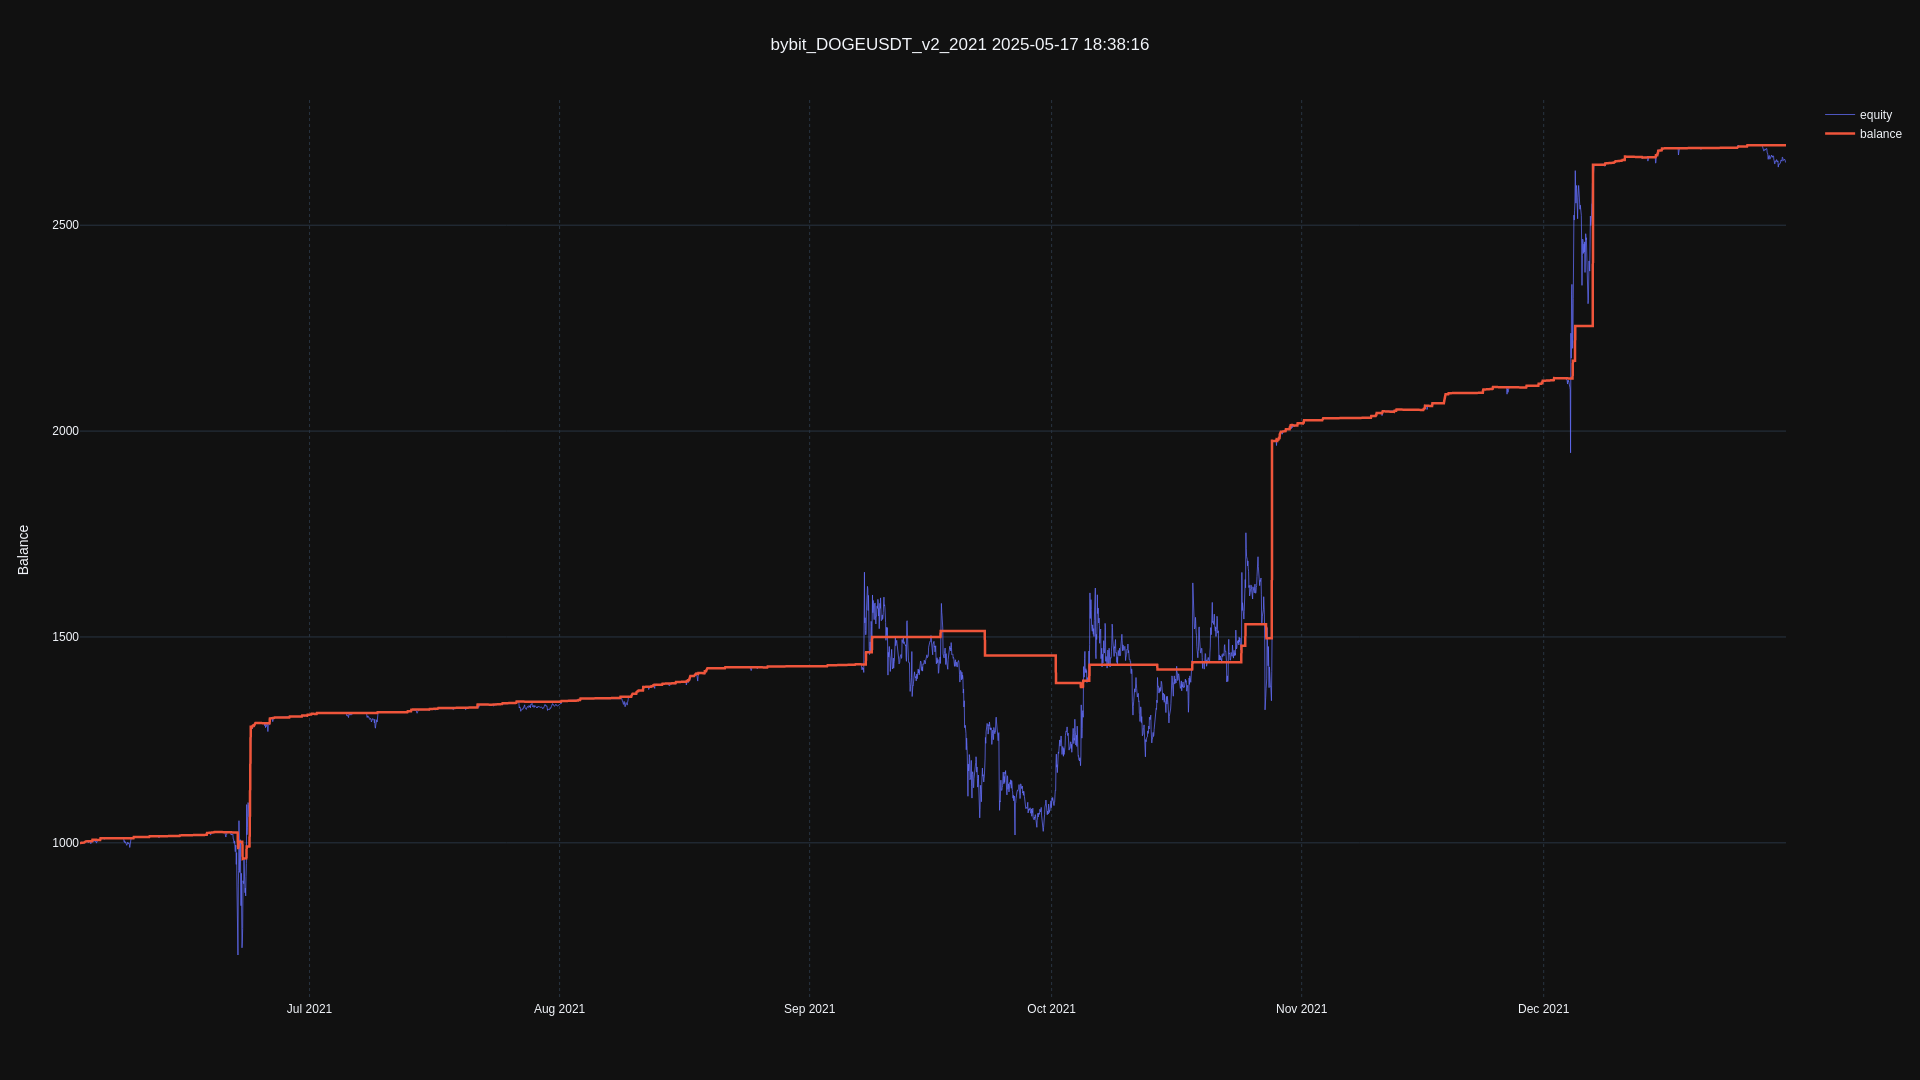 bybit_DOGEUSDT_v2_2021 2025-05-17 18:38:16
equity
balance
2500
2000
1500
1000
Balance
Jul 2021
Aug 2021
Sep 2021
Oct 2021
Nov 2021
Dec 2021